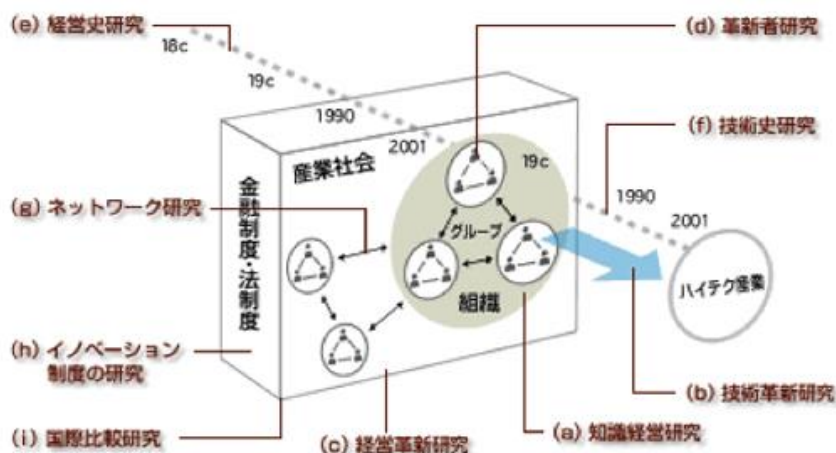 (e) 経営史研究
18c
19c
1990
2001
(d) 革新者研究
(f) 技術史研究
19c
1990
2001
産業社会
金融制度・法制度
(g) ネットワーク研究
グループ
組織
ハイテク産業
(h) イノベーション
制度の研究
(b) 技術革新研究
(i) 国際比較研究
(c) 経営革新研究
(a) 知識経営研究